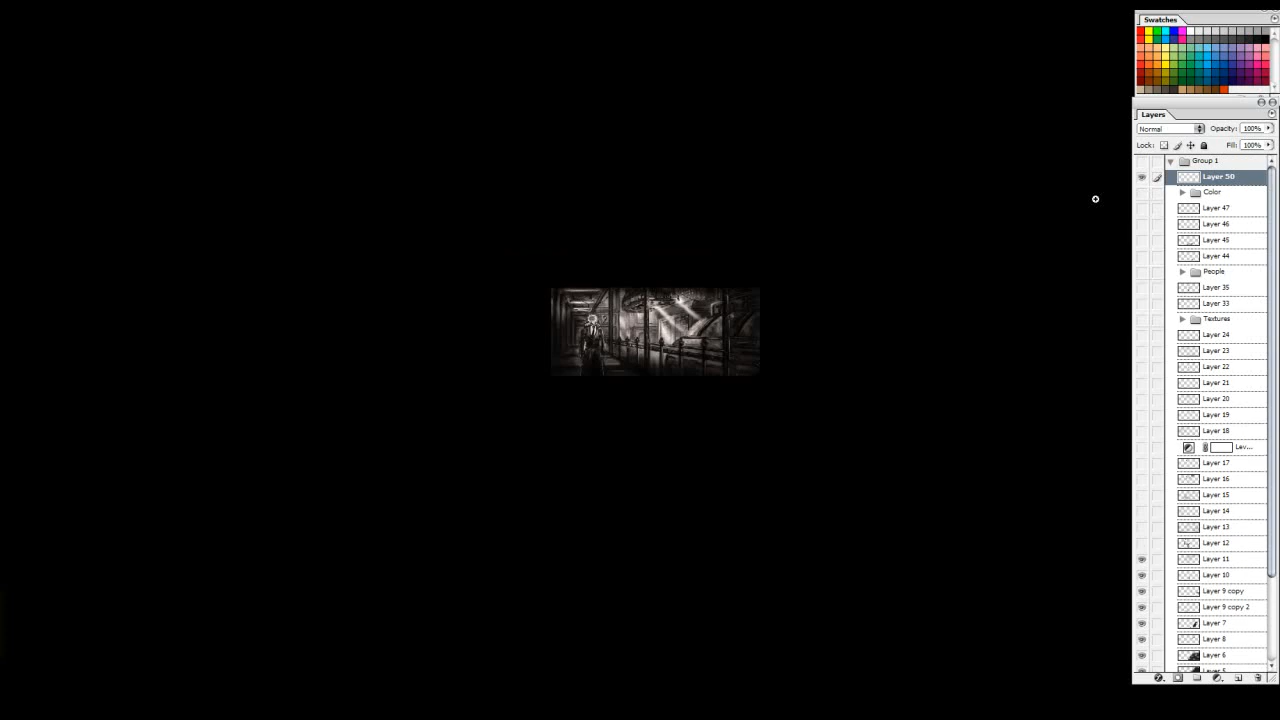 Swatches
Layers
Normal
Opacity: 100%
Lock:
Fill: 100%
Group 1
Layer 50
Color
Layer 47
Layer 46
Layer 45
Layer 44
People
Layer 35
Layer 33
Textures
Layer 24
Layer 23
Layer 22
Layer 21
Layer 20
Layer 19
Layer 18
Lev...
Layer 17
Layer 16
Layer 15
Layer 14
Layer 13
Layer 12
Layer 11
Layer 10
Layer 9 copy
Layer 9 copy 2
Layer 7
Layer 8
Layer 6
Layer 5